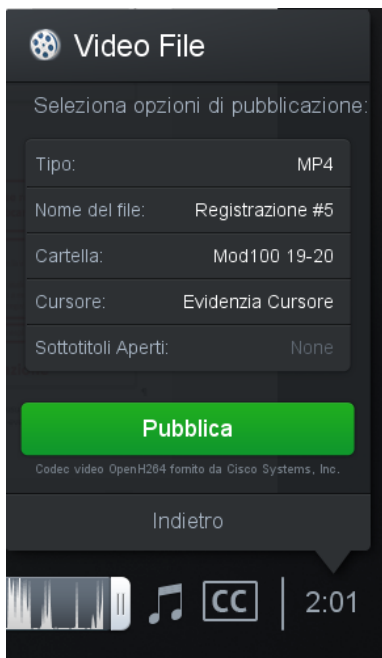 Video File
Seleziona opzioni di pubblicazione:
Tipo: MP4
Nome del file: Registrazione #5
Cartella: Mod100 19-20
Cursore: Evidenzia Cursore
Sottotitoli Aperti: None
Pubblica
Codec video OpenH264 fornito da Cisco Systems, Inc.
Indietro
CC 2:01